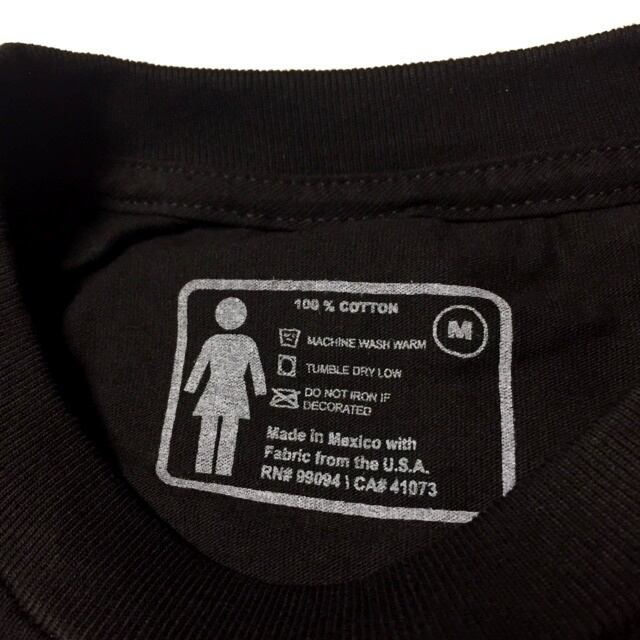 100 % COTTON
M
MACHINE WASH WARM
TUMBLE DRY LOW
DO NOT IRON IF
DECORATED
Made in Mexico with
Fabric from the U.S.A.
RN# 99094 | CA# 41073